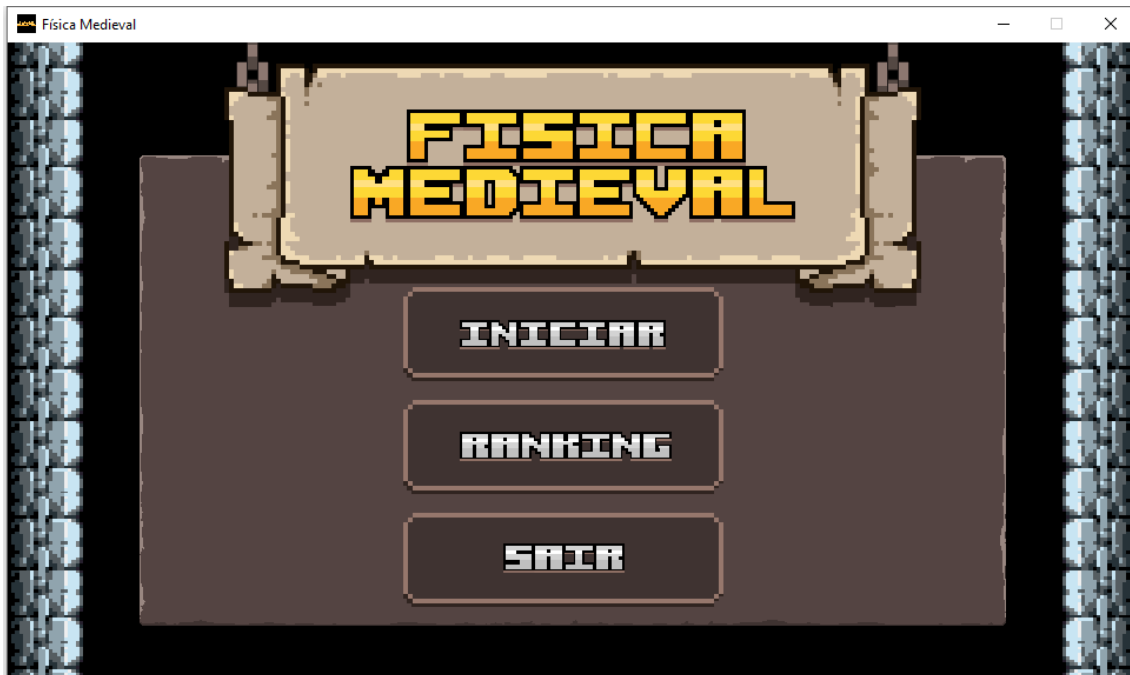 Física Medieval
FISICA
MEDIEVAL
INICIAR
RANKING
SAIR